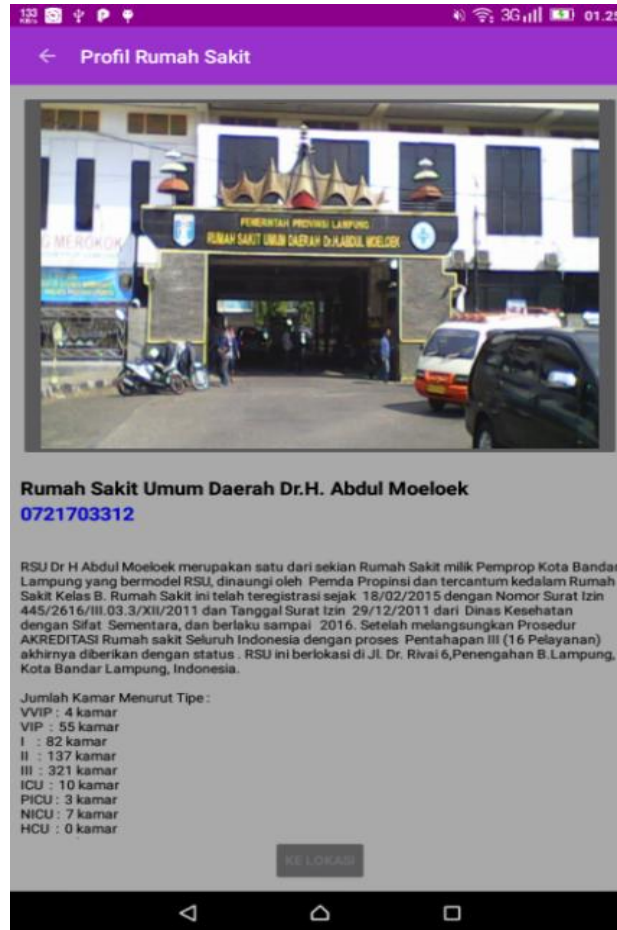 133
KB/s
3G
01.25
Profil Rumah Sakit
PEMERINTAH PROVINSI LAMPUNG
RUMAH SAKIT UMUM DAERAH Dr.H.ABDUL MOELOEK
G MEROKOK
Rumah Sakit Umum Daerah Dr.H. Abdul Moeloek
0721703312
RSU Dr H Abdul Moeloek merupakan satu dari sekian Rumah Sakit milik Pemprop Kota Bandar
Lampung yang bermodel RSU, dinaungi oleh Pemda Propinsi dan tercantum kedalam Rumah
Sakit Kelas B. Rumah Sakit ini telah teregistrasi sejak 18/02/2015 dengan Nomor Surat Izin
445/2616/III.03.3/XII/2011 dan Tanggal Surat Izin 29/12/2011 dari Dinas Kesehatan
dengan Sifat Sementara, dan berlaku sampai 2016. Setelah melangsungkan Prosedur
AKREDITASI Rumah sakit Seluruh Indonesia dengan proses Pentahapan III (16 Pelayanan)
akhirnya diberikan dengan status . RSU ini berlokasi di Jl. Dr. Rivai 6,Penengahan B.Lampung,
Kota Bandar Lampung, Indonesia.
Jumlah Kamar Menurut Tipe :
VVIP : 4 kamar
VIP : 55 kamar
I : 82 kamar
II : 137 kamar
III : 321 kamar
ICU : 10 kamar
PICU : 3 kamar
NICU : 7 kamar
HCU : 0 kamar
KE LOKASI